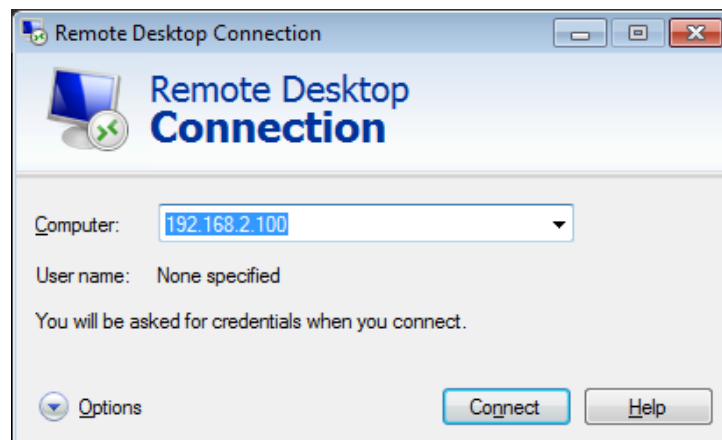 Remote Desktop Connection
Remote Desktop
Connection
Computer: 192.168.2.100
User name: None specified
You will be asked for credentials when you connect.
Options Connect Help